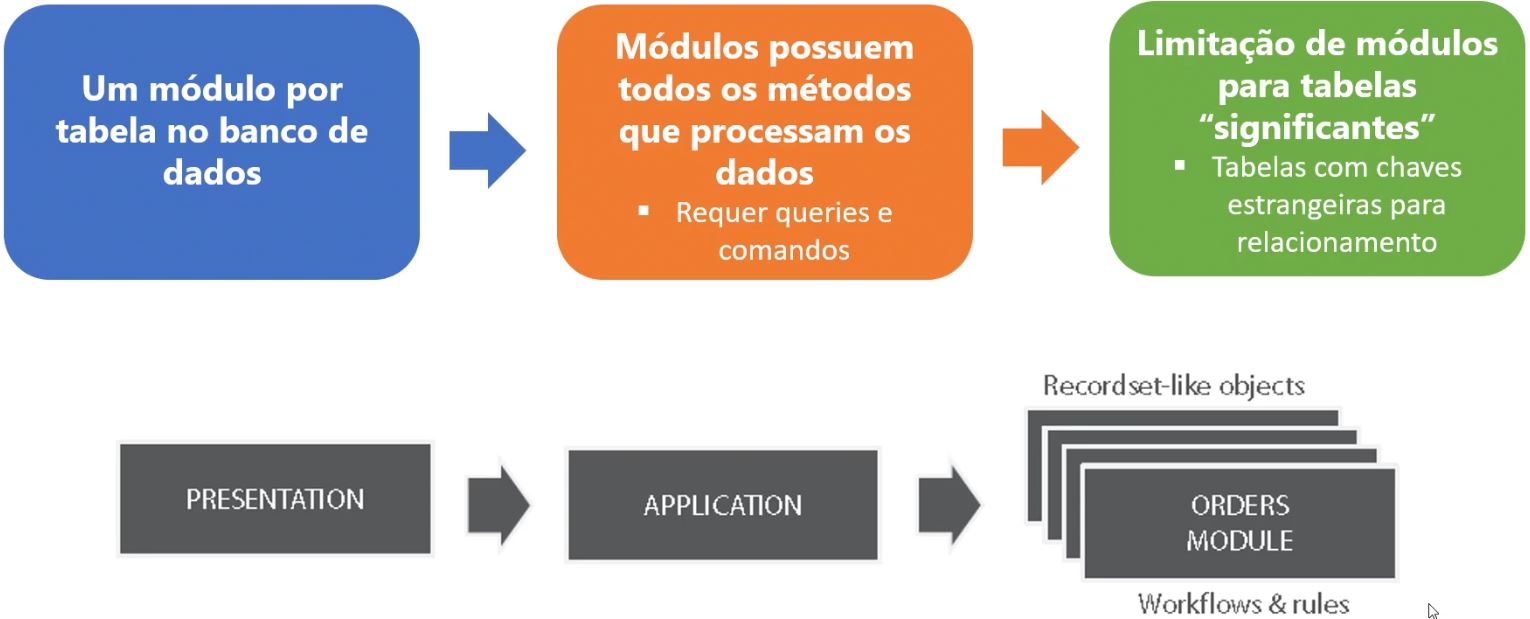 Um módulo por
tabela no banco de
dados
Módulos possuem
todos os métodos
que processam os
dados
▪ Requer queries e
comandos
Limitação de módulos
para tabelas
“significantes”
▪ Tabelas com chaves
estrangeiras para
relacionamento
Recordset-like objects
PRESENTATION
APPLICATION
ORDERS
MODULE
Workflows & rules